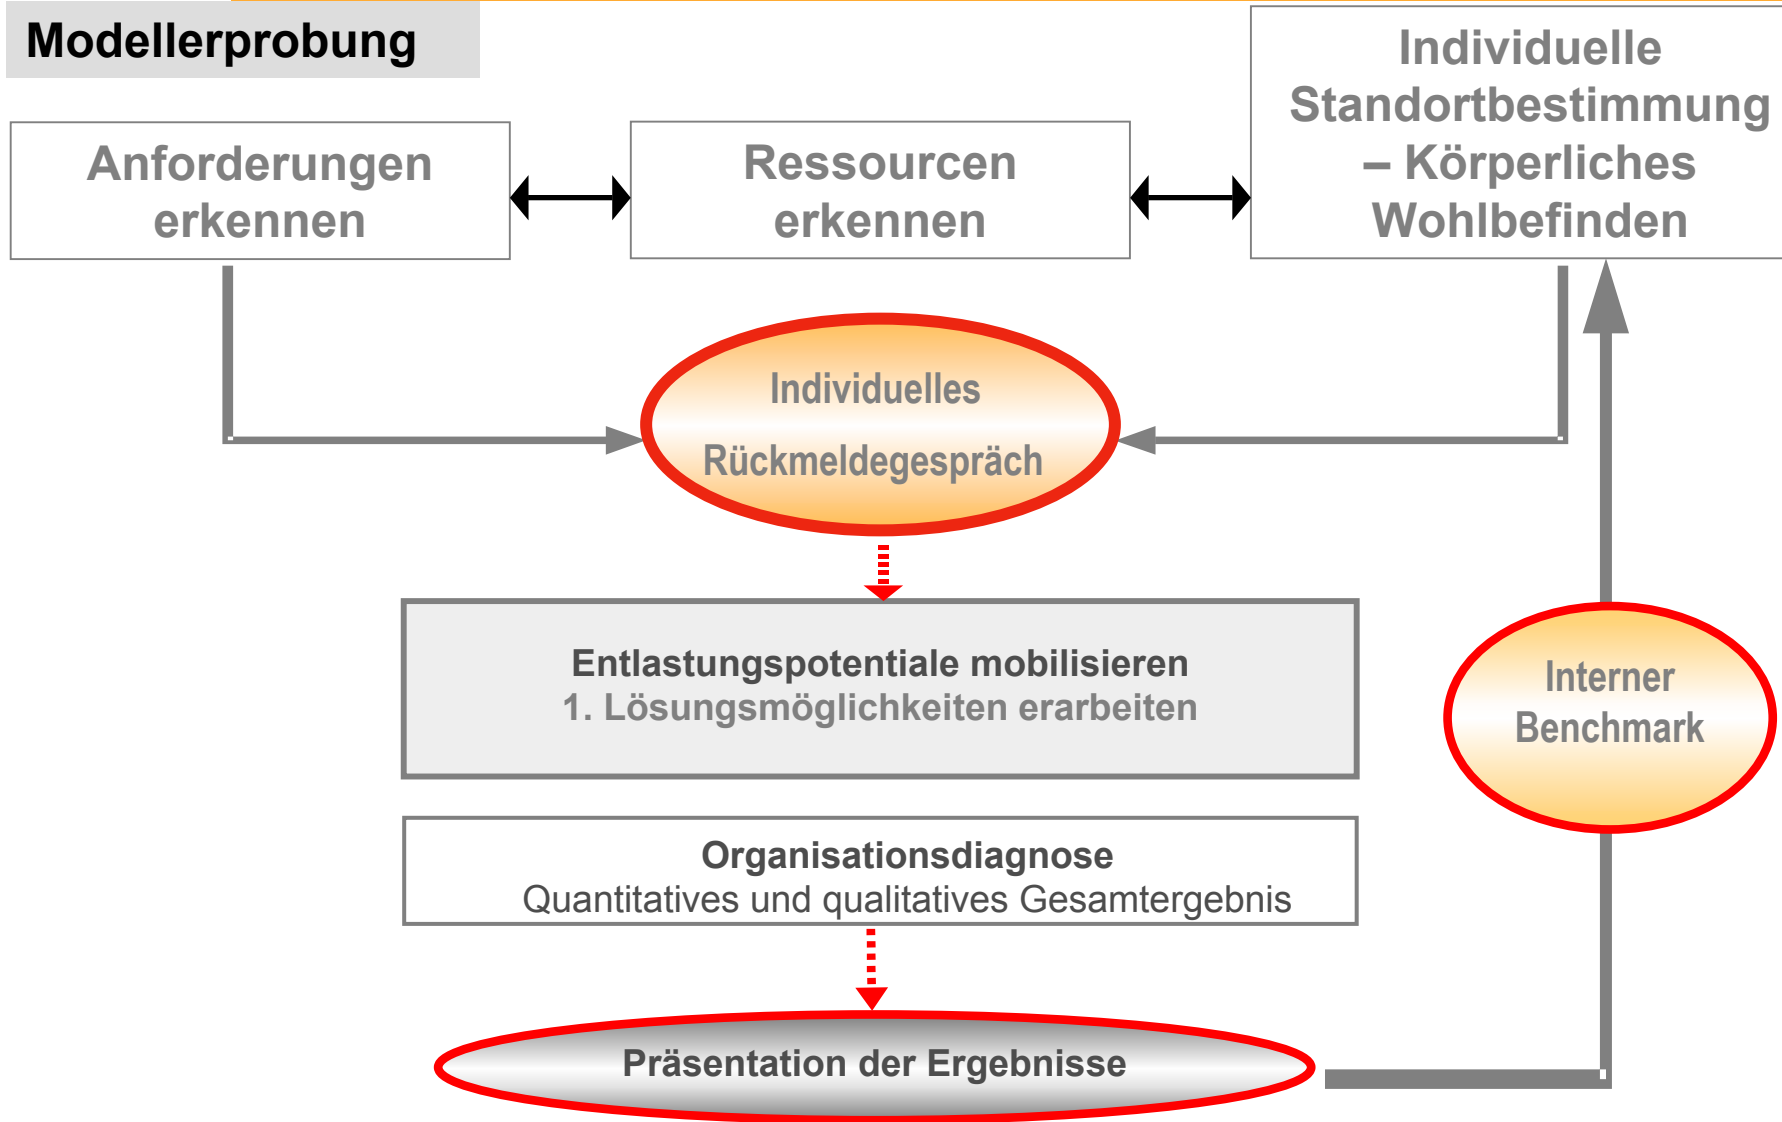 Modellerprobung
Anforderungen
erkennen
Ressourcen
erkennen
Individuelle
Standortbestimmung
– Körperliches
Wohlbefinden
Individuelles
Rückmeldegespräch
Entlastungspotentiale mobilisieren
1. Lösungsmöglichkeiten erarbeiten
Interner
Benchmark
Organisationsdiagnose
Quantitatives und qualitatives Gesamtergebnis
Präsentation der Ergebnisse